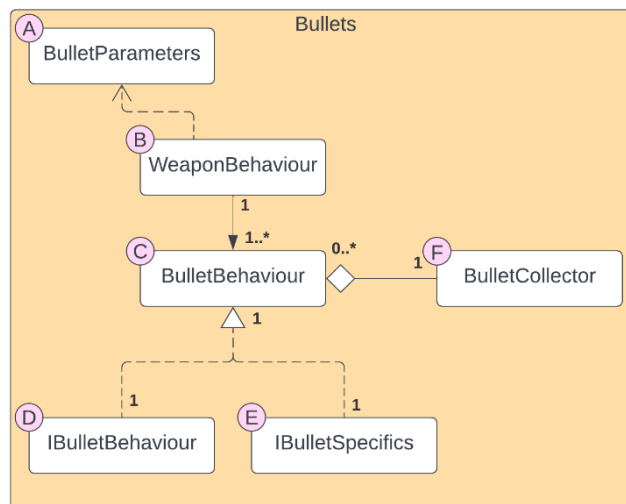 Bullets
A
BulletParameters
B
WeaponBehaviour
1
1..*
C
BulletBehaviour
0..*
1
F
BulletCollector
1
1
1
D
IBulletBehaviour
E
IBulletSpecifics